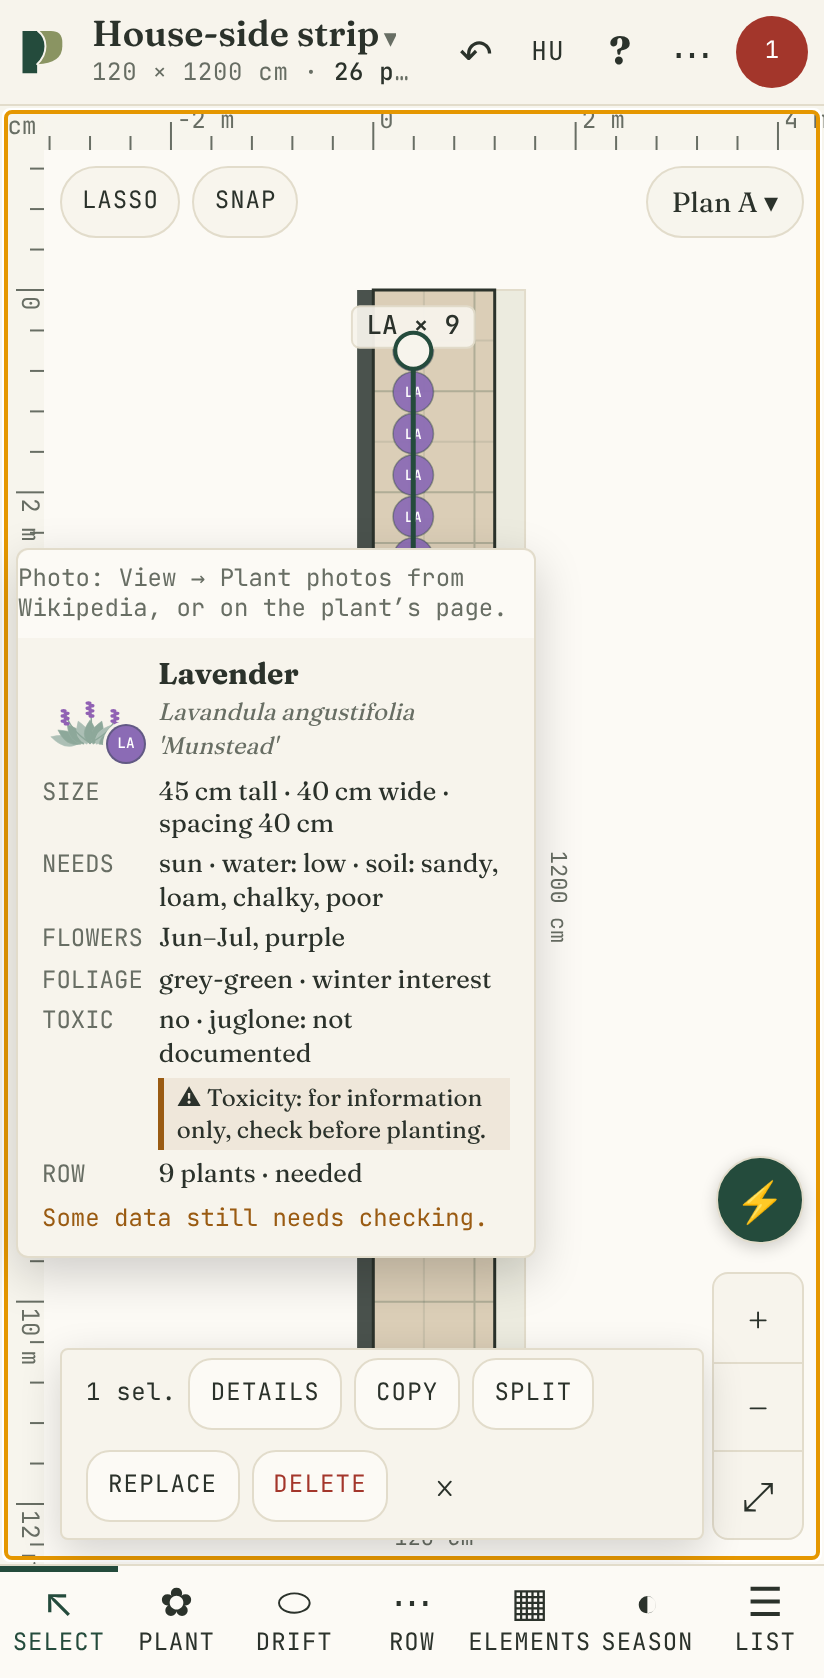 House-side strip ▾
120 × 1200 cm · 26 p…
HU
?
…
1
cm
-2 m
0
2 m
4
LASSO
SNAP
Plan A ▾
0
LA × 9
LA
LA
LA
LA
2 m
Photo: View → Plant photos from
Wikipedia, or on the plant’s page.
Lavender
Lavandula angustifolia
'Munstead'
LA
SIZE 45 cm tall · 40 cm wide ·
spacing 40 cm
NEEDS sun · water: low · soil: sandy,
loam, chalky, poor
FLOWERS Jun–Jul, purple
FOLIAGE grey-green · winter interest
TOXIC no · juglone: not
documented
⚠ Toxicity: for information
only, check before planting.
ROW 9 plants · needed
Some data still needs checking.
1200 cm
10 m
+
−
1 sel. DETAILS COPY SPLIT
REPLACE DELETE x
12
120 cm
SELECT PLANT DRIFT ROW ELEMENTS SEASON LIST